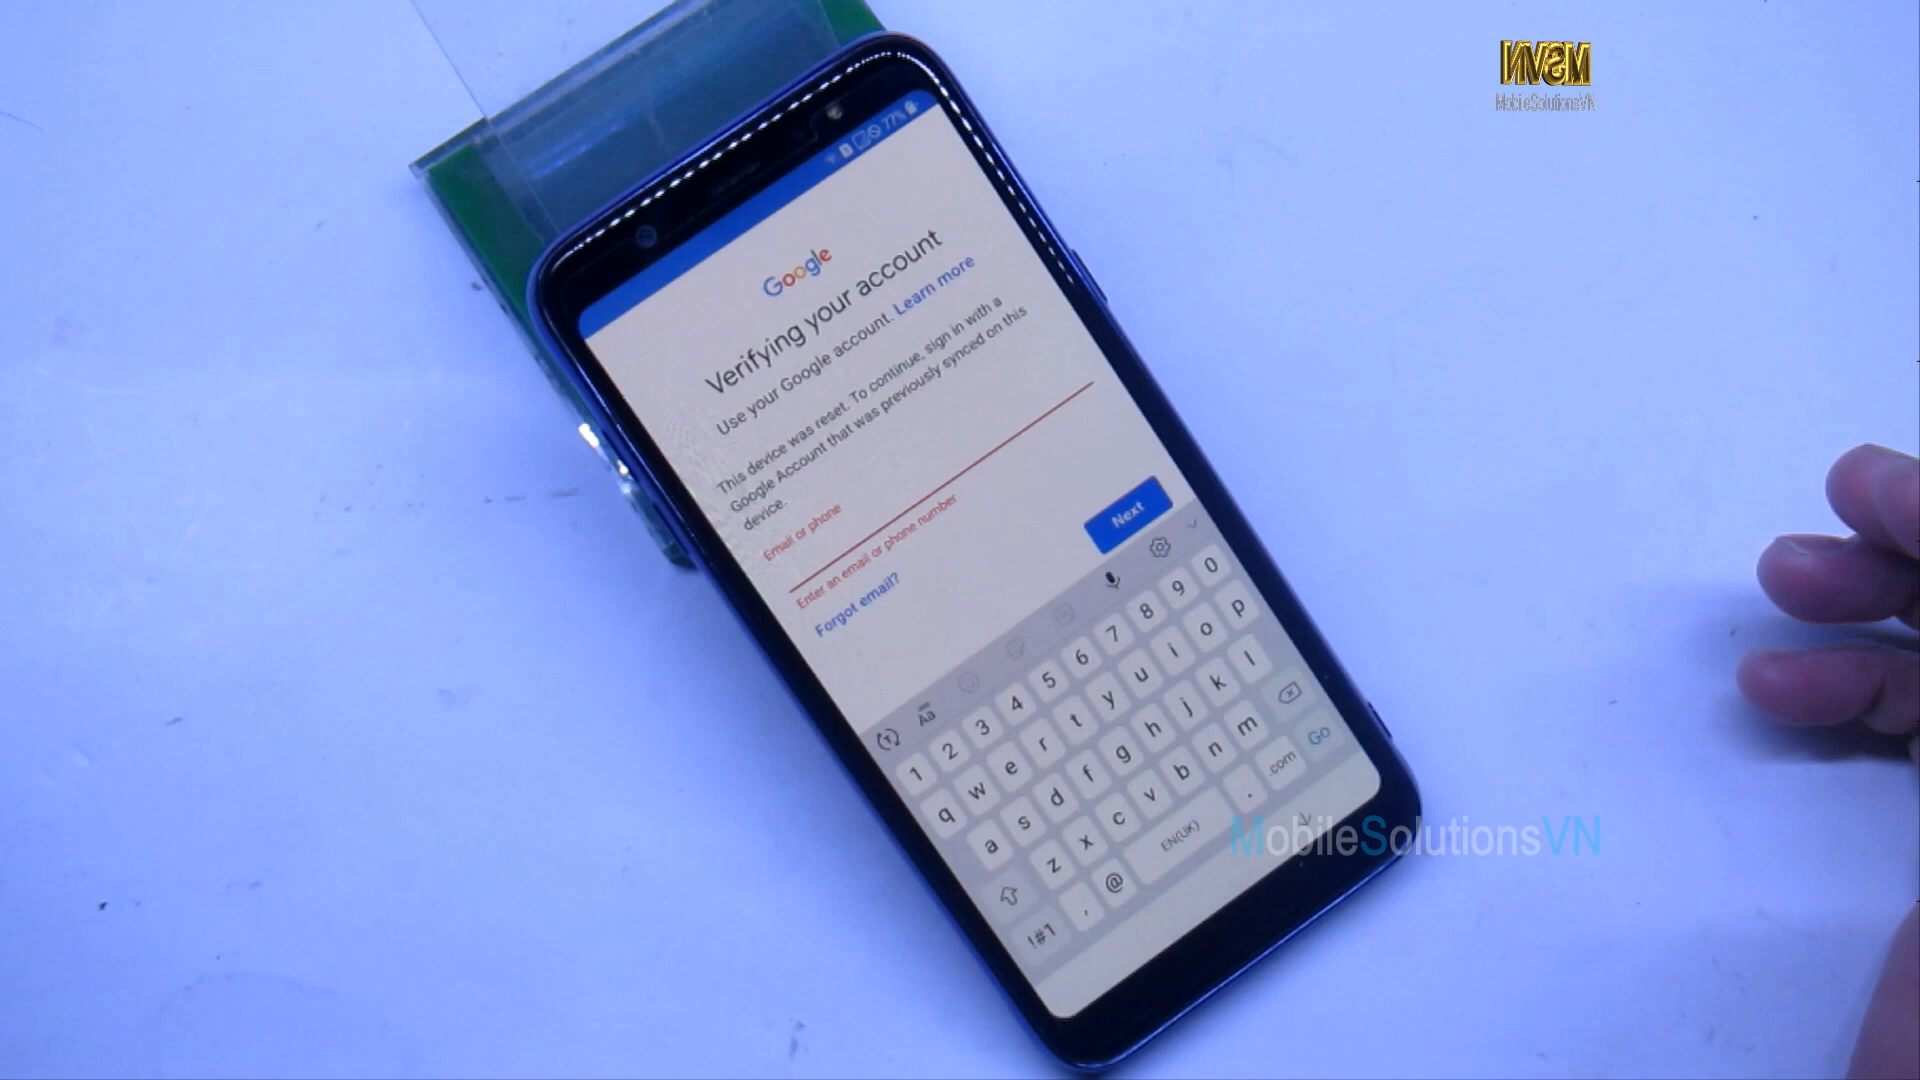 MSVN
MobileSolutionsVN
77%
Google
Verifying your account
Use your Google account. Learn more
This device was reset. To continue, sign in with a
Google Account that was previously synced on this
device.
Email or phone
Enter an email or phone number
Forgot email?
Next
Aa
1 2 3 4 5 6 7 8 9 0
q w e r t y u i o p
a s d f g h j k l
z x c v b n m
!#1 , @ EN(UK) . .com Go
MobileSolutionsVN